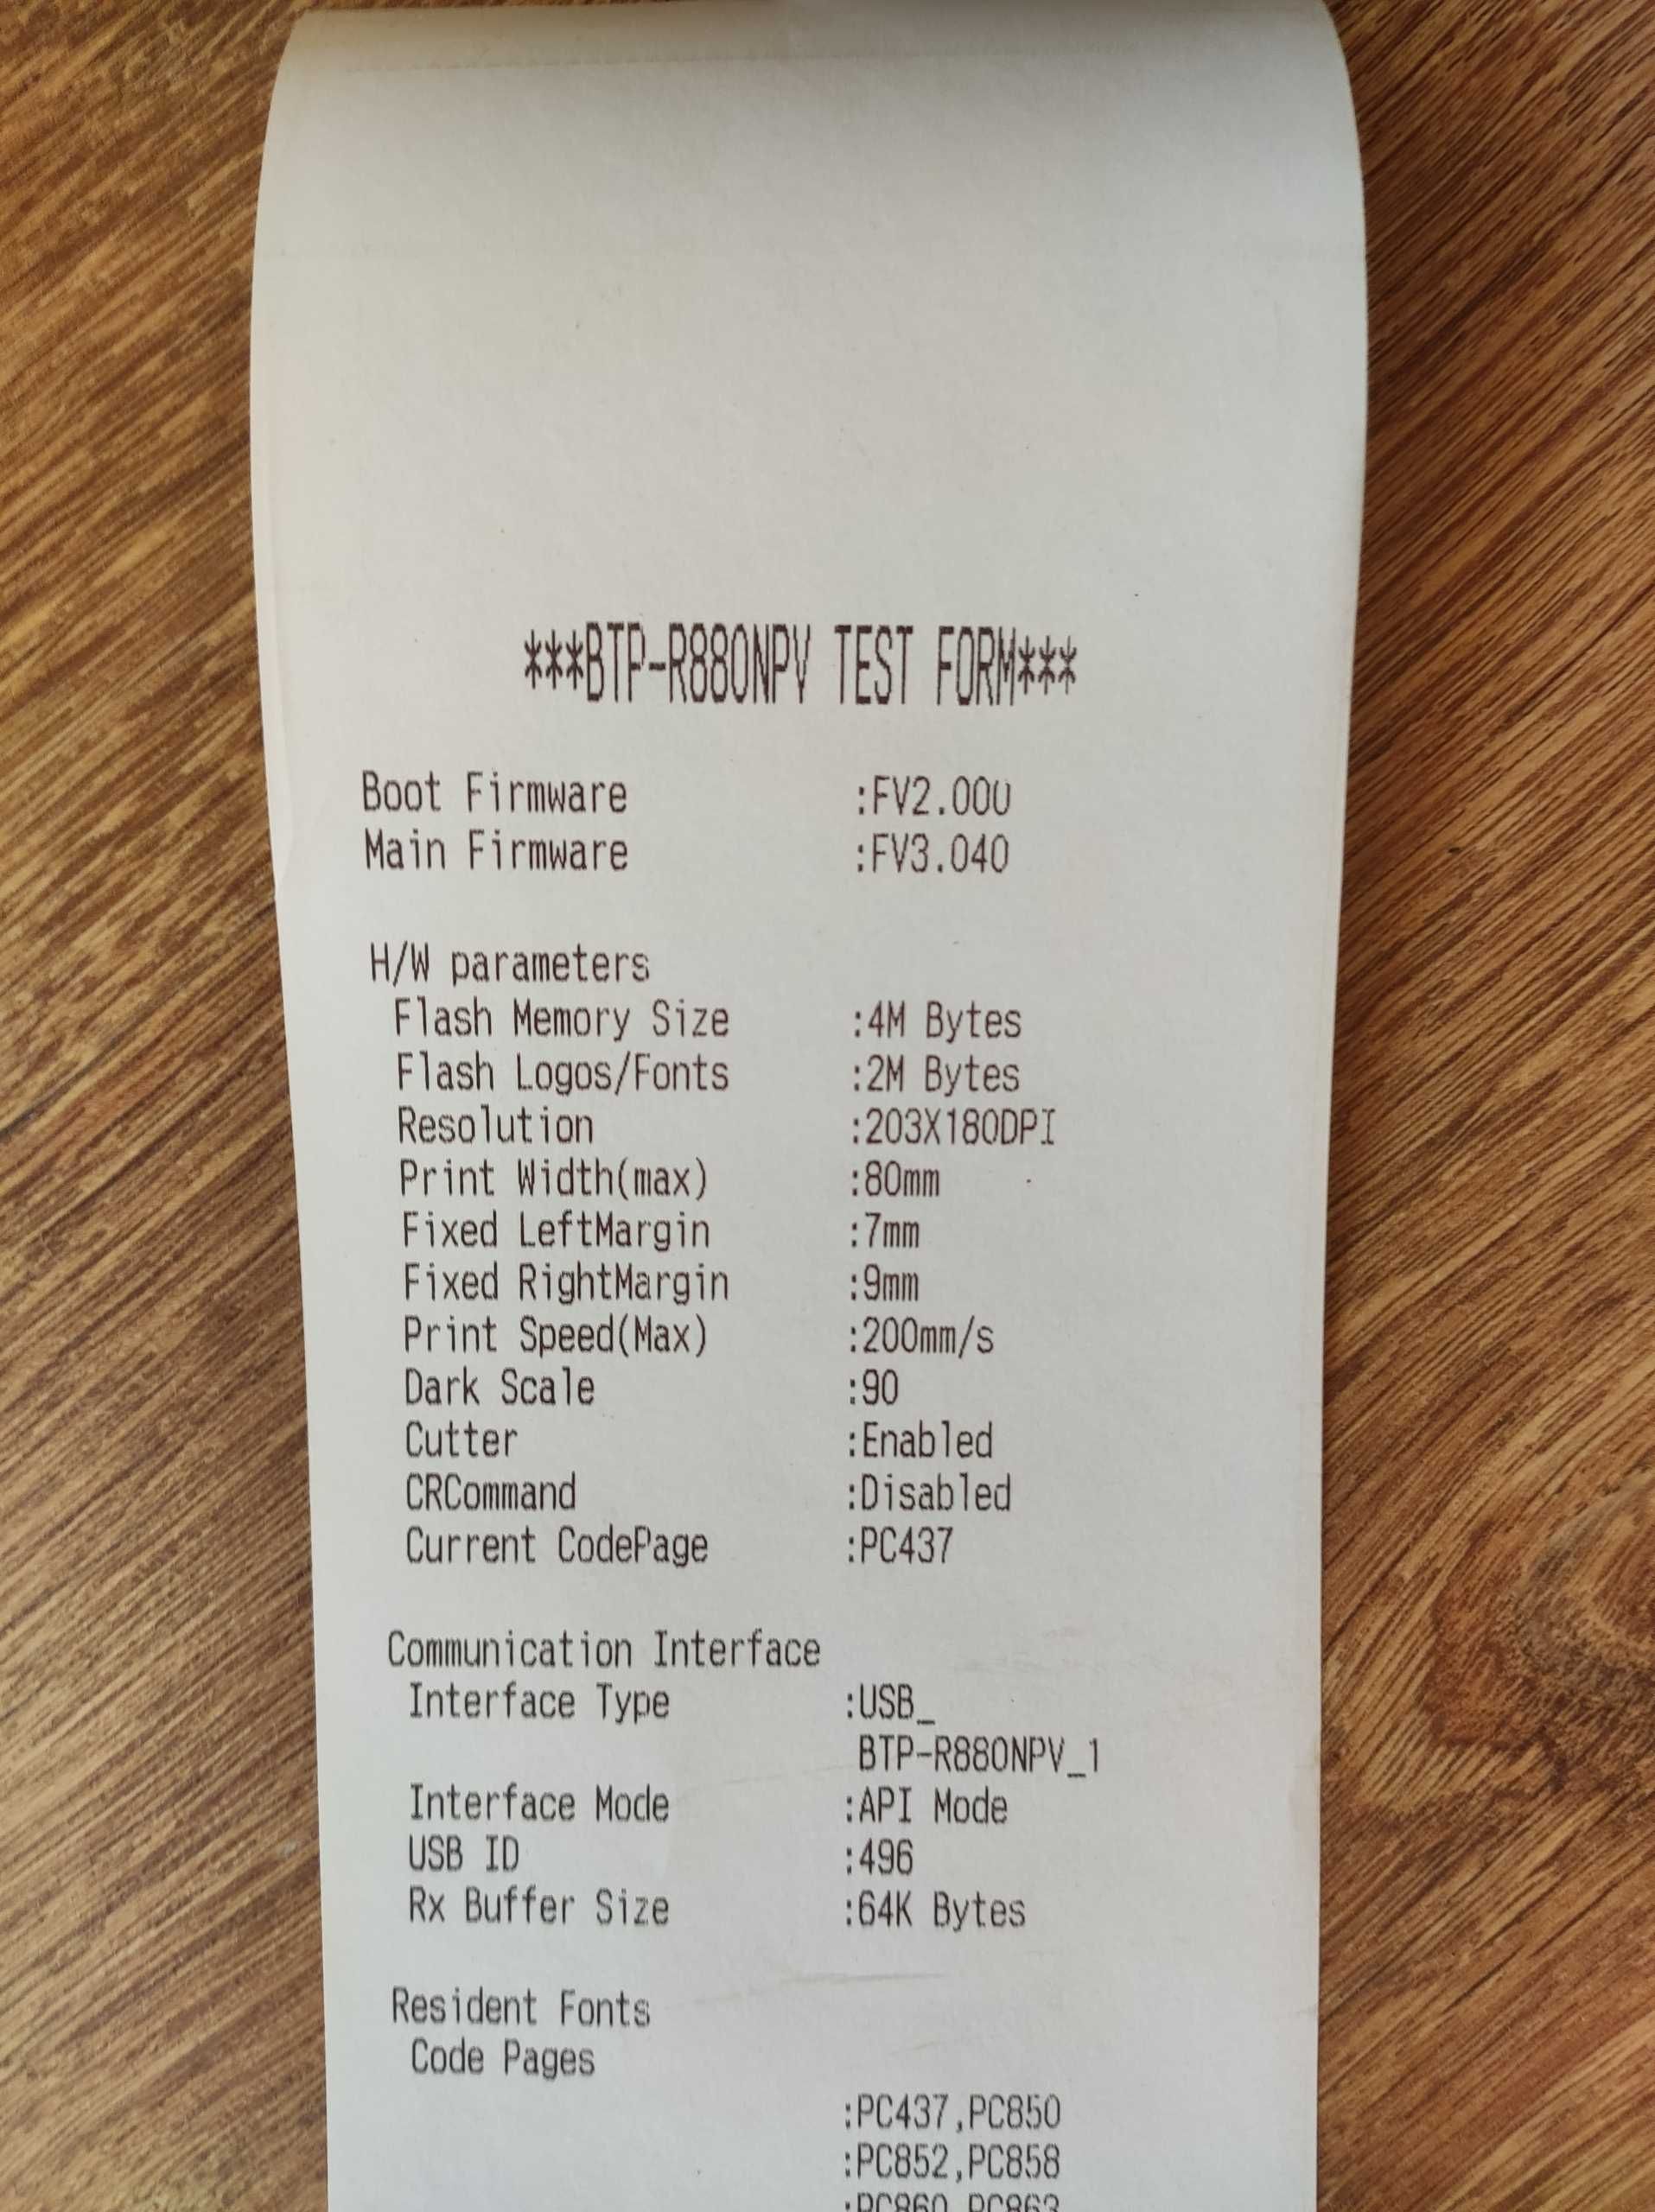 ***BTP-R880NPV TEST FORM***
Boot Firmware :FV2.000
Main Firmware :FV3.040
H/W parameters
Flash Memory Size :4M Bytes
Flash Logos/Fonts :2M Bytes
Resolution :203X180DPI
Print Width(max) :80mm
Fixed LeftMargin :7mm
Fixed RightMargin :9mm
Print Speed(Max) :200mm/s
Dark Scale :90
Cutter :Enabled
CRCommand :Disabled
Current CodePage :PC437
Communication Interface
Interface Type :USB_
BTP-R880NPV_1
Interface Mode :API Mode
USB ID :496
Rx Buffer Size :64K Bytes
Resident Fonts
Code Pages
:PC437,PC850
:PC852,PC858
:PC860,PC863